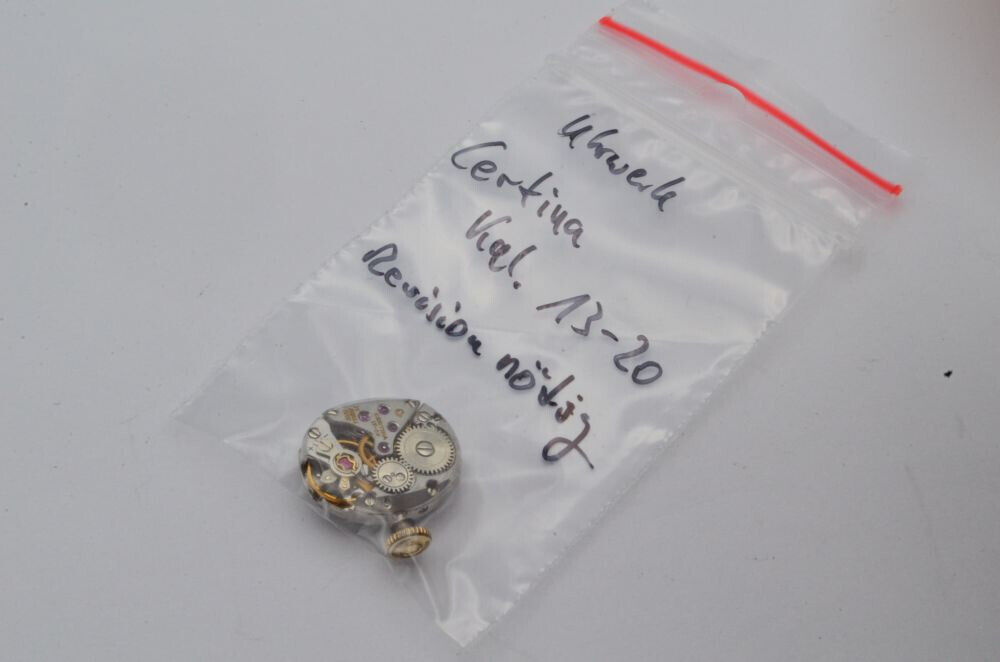 Uhrwerk
Certina
Kal. 13-20
Revision nötig